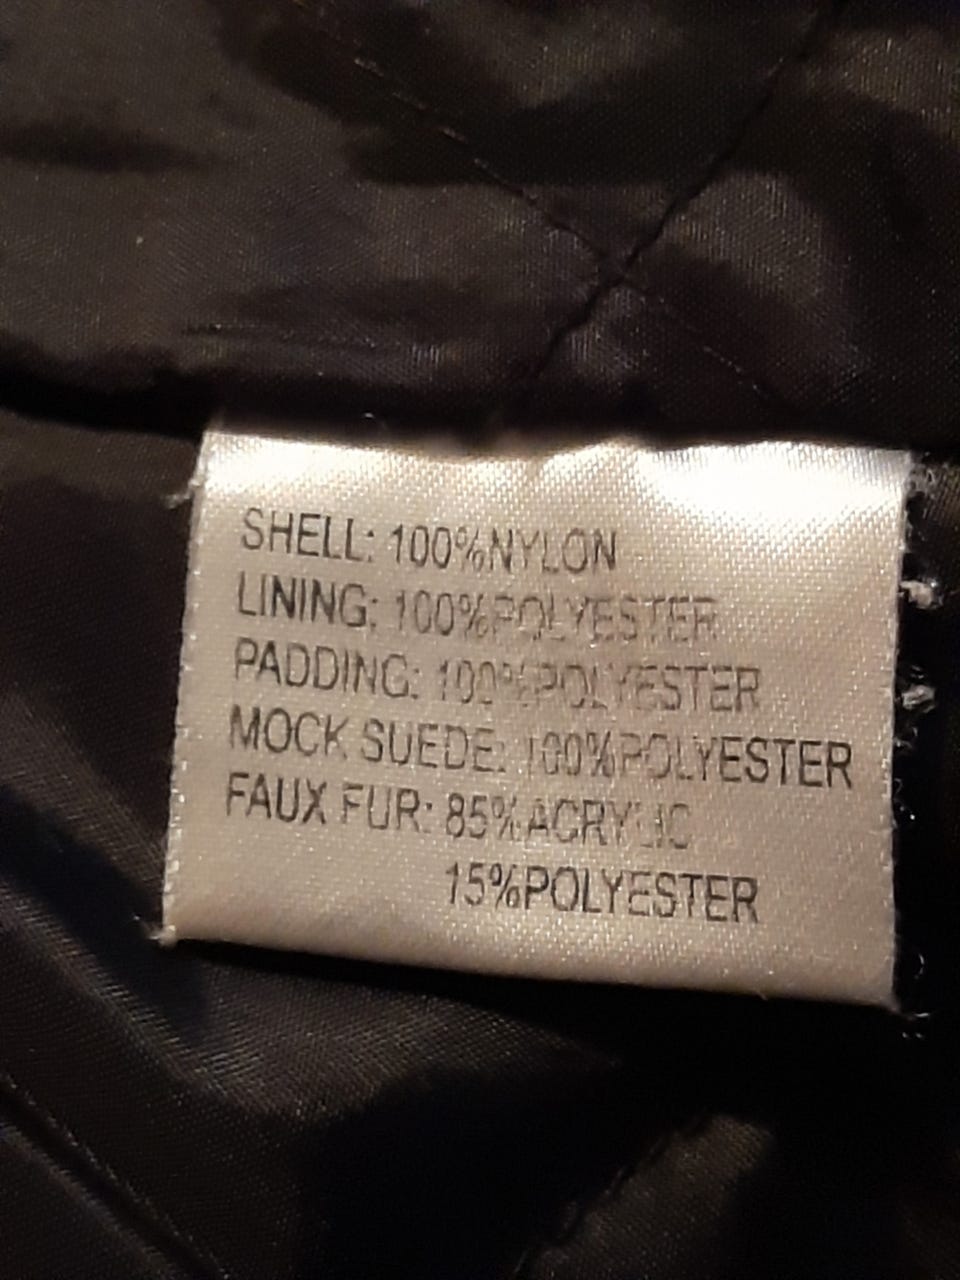 SHELL: 100%NYLON
LINING: 100%POLYESTER
PADDING: 100%POLYESTER
MOCK SUEDE: 100%POLYESTER
FAUX FUR: 85%ACRYLIC
15%POLYESTER